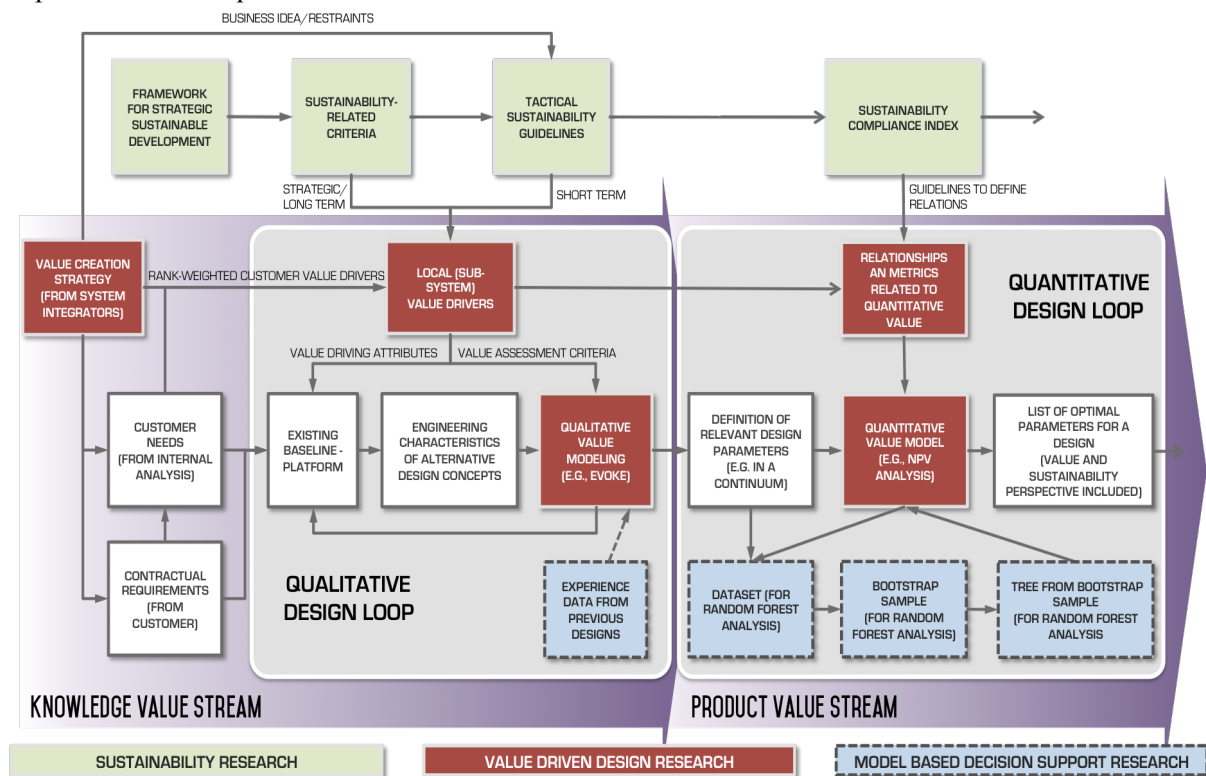 BUSINESS IDEA/RESTRAINTS
FRAMEWORK
FOR STRATEGIC
SUSTAINABLE
DEVELOPMENT
SUSTAINABILITY-
RELATED
CRITERIA
TACTICAL
SUSTAINABILITY
GUIDELINES
SUSTAINABILITY
COMPLIANCE INDEX
STRATEGIC/
LONG TERM
SHORT TERM
GUIDELINES TO DEFINE
RELATIONS
VALUE CREATION
STRATEGY
(FROM SYSTEM
INTEGRATORS)
RANK-WEIGHTED CUSTOMER VALUE DRIVERS
LOCAL (SUB-
SYSTEM)
VALUE DRIVERS
RELATIONSHIPS
AN METRICS
RELATED TO
QUANTITATIVE
VALUE
QUANTITATIVE
DESIGN LOOP
VALUE DRIVING ATTRIBUTES
VALUE ASSESSMENT CRITERIA
CUSTOMER
NEEDS
(FROM INTERNAL
ANALYSIS)
EXISTING
BASELINE -
PLATFORM
ENGINEERING
CHARACTERISTICS
OF ALTERNATIVE
DESIGN CONCEPTS
QUALITATIVE
VALUE
MODELING
(E.G., EVOKE)
DEFINITION OF
RELEVANT DESIGN
PARAMETERS
(E.G. IN A
CONTINUUM)
QUANTITATIVE
VALUE MODEL
(E.G., NPV
ANALYSIS)
LIST OF OPTIMAL
PARAMETERS FOR A
DESIGN
(VALUE AND
SUSTAINABILITY
PERSPECTIVE INCLUDED)
CONTRACTUAL
REQUIREMENTS
(FROM
CUSTOMER)
QUALITATIVE
DESIGN LOOP
EXPERIENCE
DATA FROM
PREVIOUS
DESIGNS
DATASET (FOR
RANDOM FOREST
ANALYSIS)
BOOTSTRAP
SAMPLE
(FOR RANDOM
FOREST ANALYSIS)
TREE FROM BOOTSTRAP
SAMPLE
(FOR RANDOM FOREST
ANALYSIS
KNOWLEDGE VALUE STREAM
PRODUCT VALUE STREAM
SUSTAINABILITY RESEARCH
VALUE DRIVEN DESIGN RESEARCH
MODEL BASED DECISION SUPPORT RESEARCH